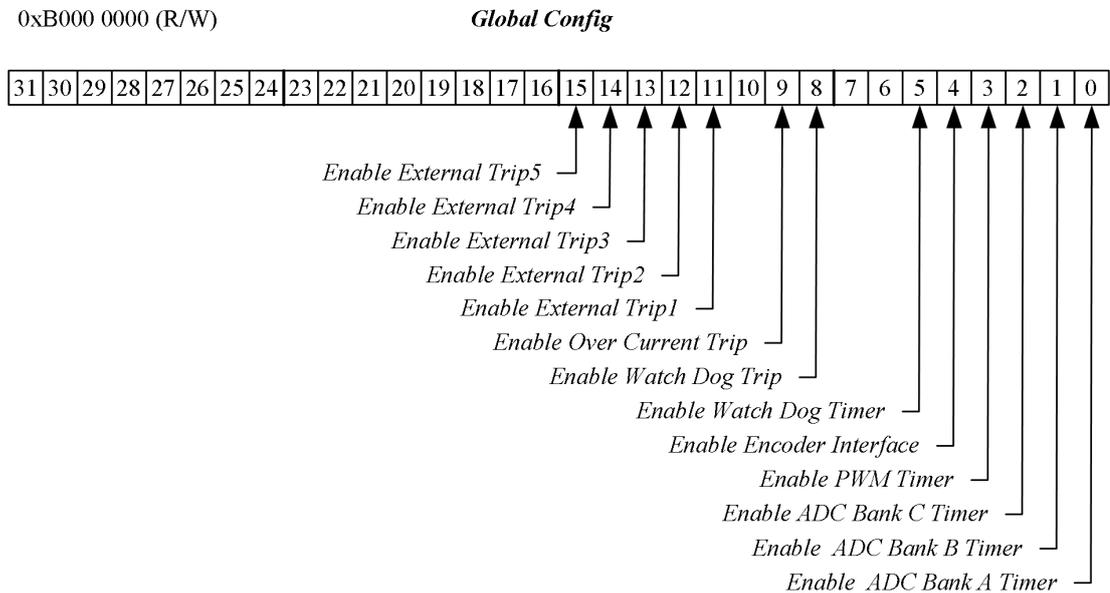 0xB000 0000 (R/W) Global Config
31 30 29 28 27 26 25 24 23 22 21 20 19 18 17 16 15 14 13 12 11 10 9 8 7 6 5 4 3 2 1 0
Enable External Trip5
Enable External Trip4
Enable External Trip3
Enable External Trip2
Enable External Trip1
Enable Over Current Trip
Enable Watch Dog Trip
Enable Watch Dog Timer
Enable Encoder Interface
Enable PWM Timer
Enable ADC Bank C Timer
Enable ADC Bank B Timer
Enable ADC Bank A Timer